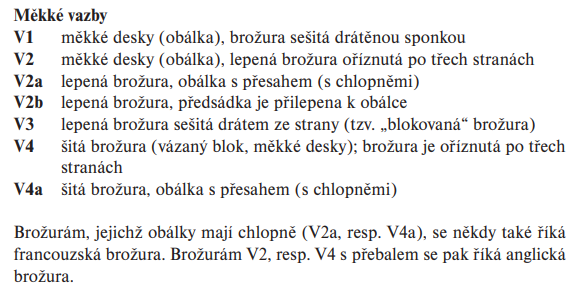 Měkké vazby
V1 měkké desky (obálka), brožura sešitá drátěnou sponkou
V2 měkké desky (obálka), lepená brožura oříznutá po třech stranách
V2a lepená brožura, obálka s přesahem (s chlopněmi)
V2b lepená brožura, předsádka je přilepena k obálce
V3 lepená brožura sešitá drátem ze strany (tzv. „blokovaná“ brožura)
V4 šitá brožura (vázaný blok, měkké desky); brožura je oříznutá po třech
stranách
V4a šitá brožura, obálka s přesahem (s chlopněmi)
Brožurám, jejichž obálky mají chlopně (V2a, resp. V4a), se někdy také říká
francouzská brožura. Brožurám V2, resp. V4 s přebalem se pak říká anglická
brožura.